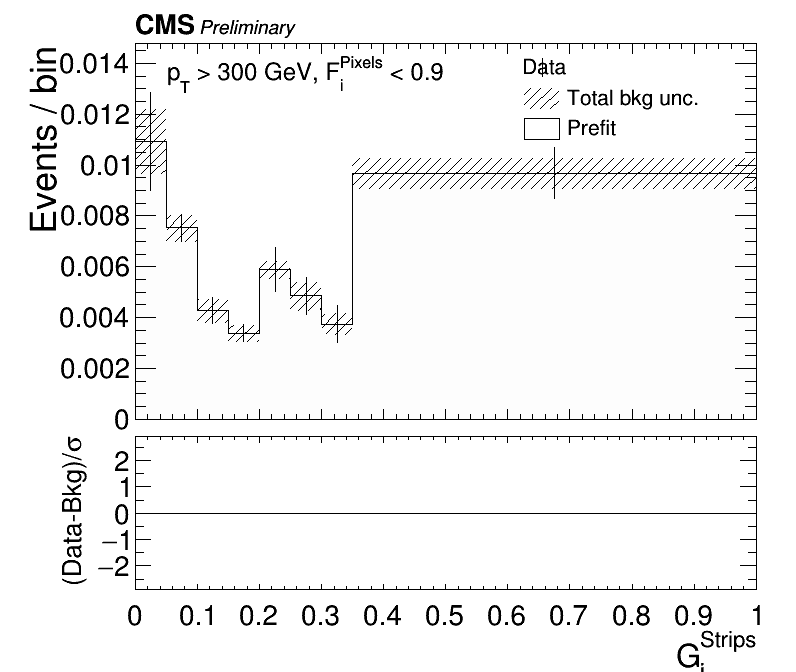 CMS Preliminary
Events / bin
0.014
0.012
0.01
0.008
0.006
0.004
0.002
0
p_T > 300 GeV, F_i^Pixels < 0.9
Data
Total bkg unc.
Prefit
(Data-Bkg)/σ
2
1
0
−1
−2
0 0.1 0.2 0.3 0.4 0.5 0.6 0.7 0.8 0.9 1
G_i^Strips